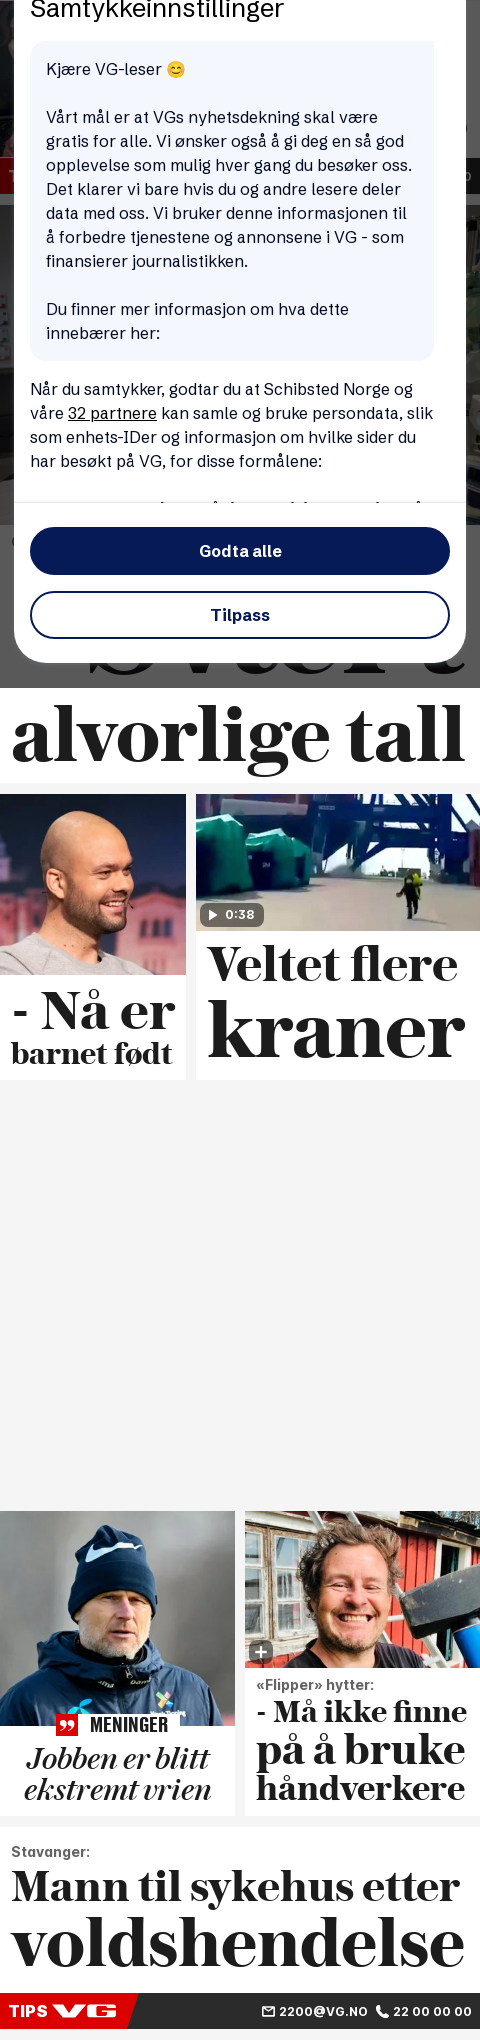 Samtykkeinnstillinger
Kjære VG-leser 😊
Vårt mål er at VGs nyhetsdekning skal være
gratis for alle. Vi ønsker også å gi deg en så god
opplevelse som mulig hver gang du besøker oss.
Det klarer vi bare hvis du og andre lesere deler
data med oss. Vi bruker denne informasjonen til
å forbedre tjenestene og annonsene i VG - som
finansierer journalistikken.
Du finner mer informasjon om hva dette
innebærer her:
Når du samtykker, godtar du at Schibsted Norge og
våre 32 partnere kan samle og bruke persondata, slik
som enhets-IDer og informasjon om hvilke sider du
har besøkt på VG, for disse formålene:
Godta alle
Tilpass
alvorlige tall
0:38
- Nå er
barnet født
Veltet flere
kraner
MENINGER
Jobben er blitt
ekstremt vrien
«Flipper» hytter:
- Må ikke finne
på å bruke
håndverkere
Stavanger:
Mann til sykehus etter
voldshendelse
TIPS VG 2200@VG.NO 22 00 00 00